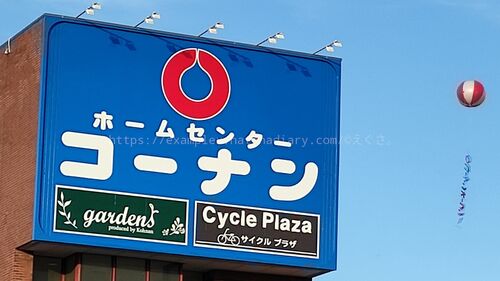 ホームセンター
コーナン
gardens
produced by Kohnan
Cycle Plaza
サイクル プラザ